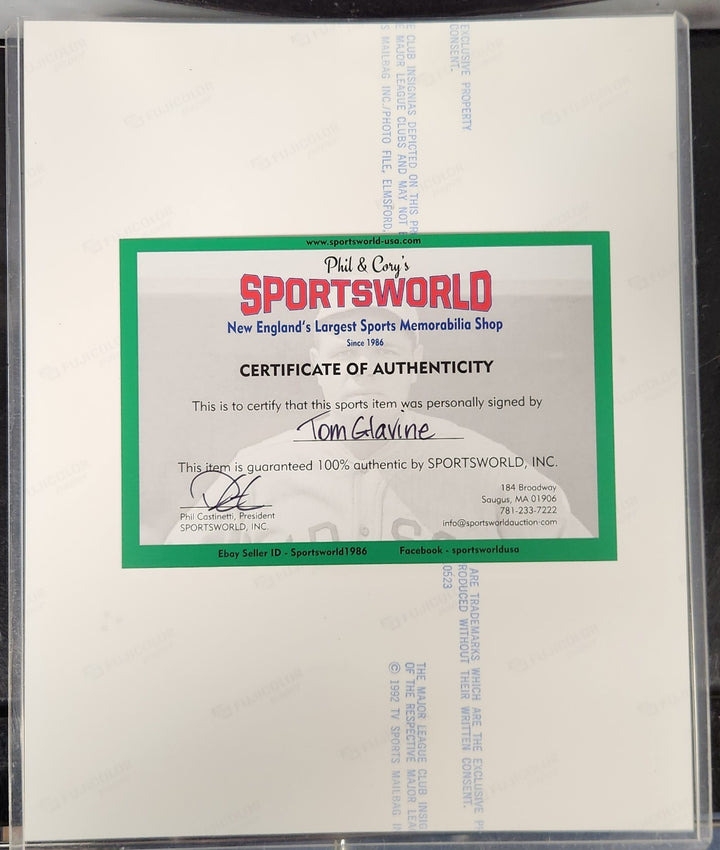 EXCLUSIVE PROPERTY
CONSENT.
E CLUB INSIGNIAS DEPICTED ON THIS PR
E MAJOR LEAGUE CLUBS AND MAY NOT
S MAILBAG INC./PHOTO FILE, ELMSFORD,
www.sportsworld-usa.com
Phil & Cory's
SPORTSWORLD
New England's Largest Sports Memorabilia Shop
Since 1986
CERTIFICATE OF AUTHENTICITY
This is to certify that this sports item was personally signed by
Tom Glavine
This item is guaranteed 100% authentic by SPORTSWORLD, INC.
Phil Castinetti, President
SPORTSWORLD, INC.
184 Broadway
Saugus, MA 01906
781-233-7222
info@sportsworldauction.com
Ebay Seller ID - Sportsworld1986 Facebook - sportsworldusa
ARE TRADEMARKS WHICH ARE THE EXCLUSIVE P
RODUCED WITHOUT THEIR WRITTEN CONSENT.
0523
THE MAJOR LEAGUE CLUB INSIG
OF THE RESPECTIVE MAJOR LEA
© 1992 TV SPORTS MAILBAG IN
FUJICOLOR